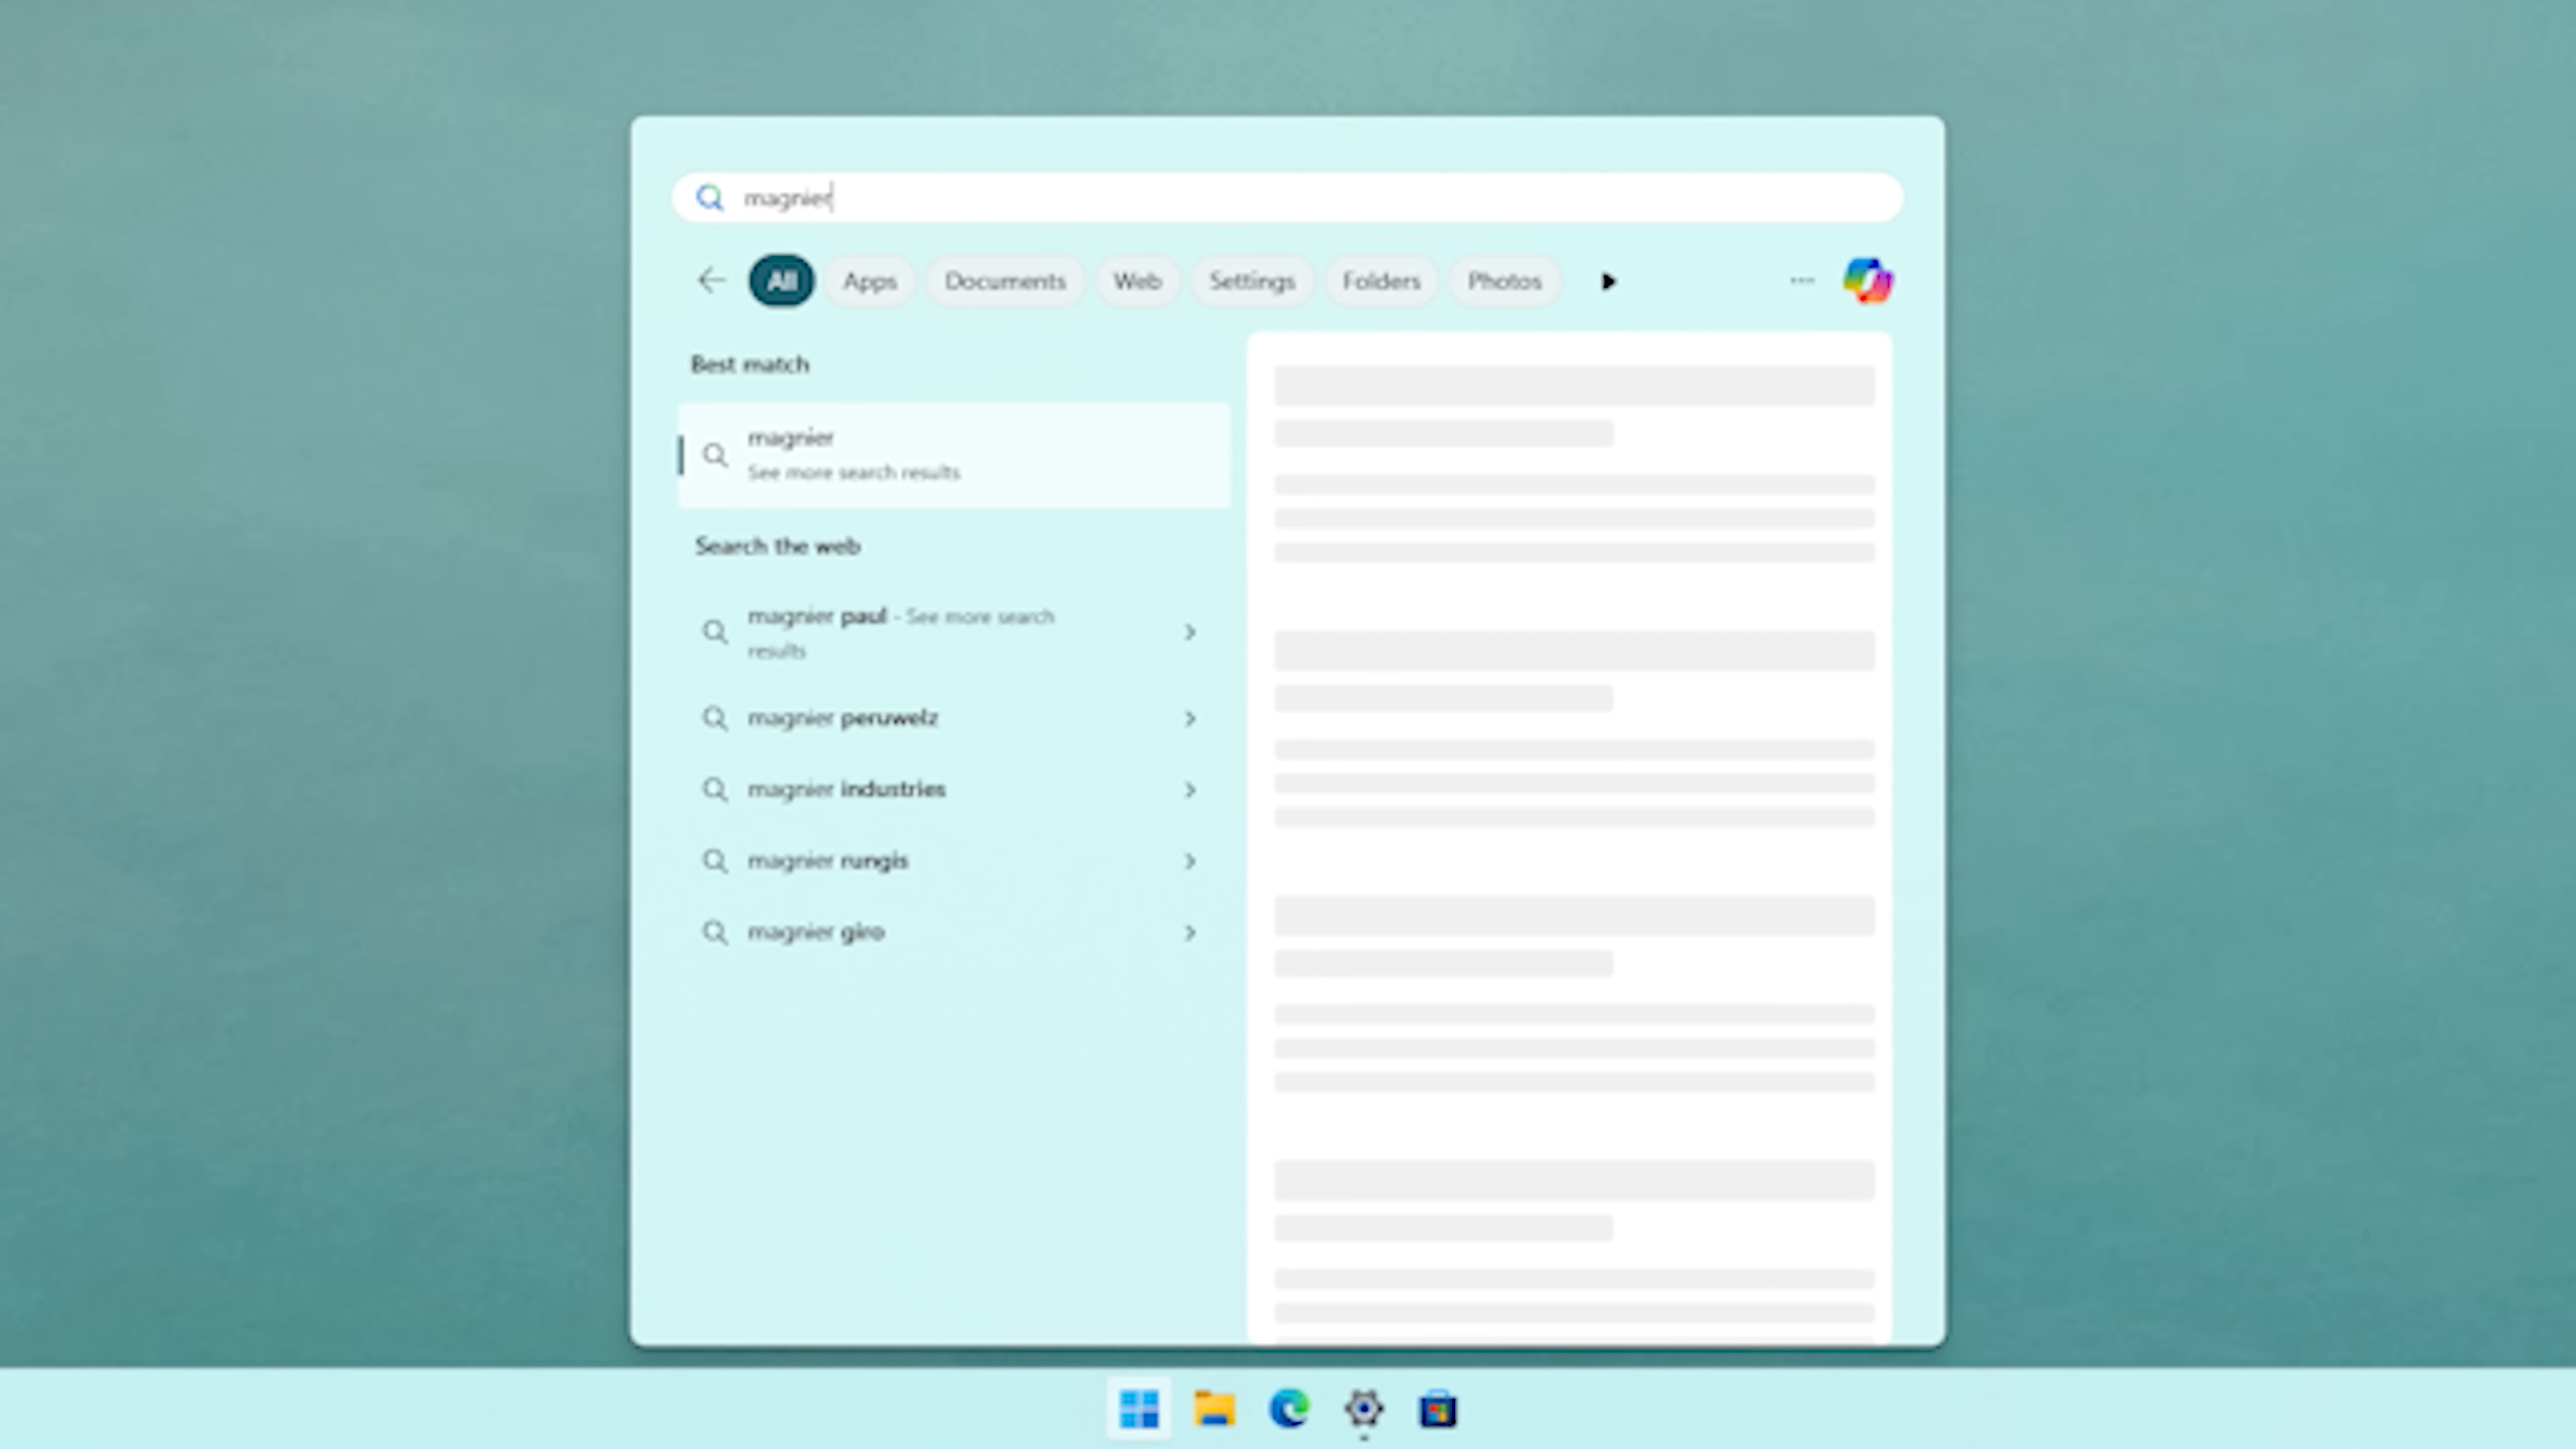 magnier
All Apps Documents Web Settings Folders Photos
Best match
magnier
See more search results
Search the web
magnier paul - See more search
results
magnier peruwelz
magnier industries
magnier rungis
magnier giro